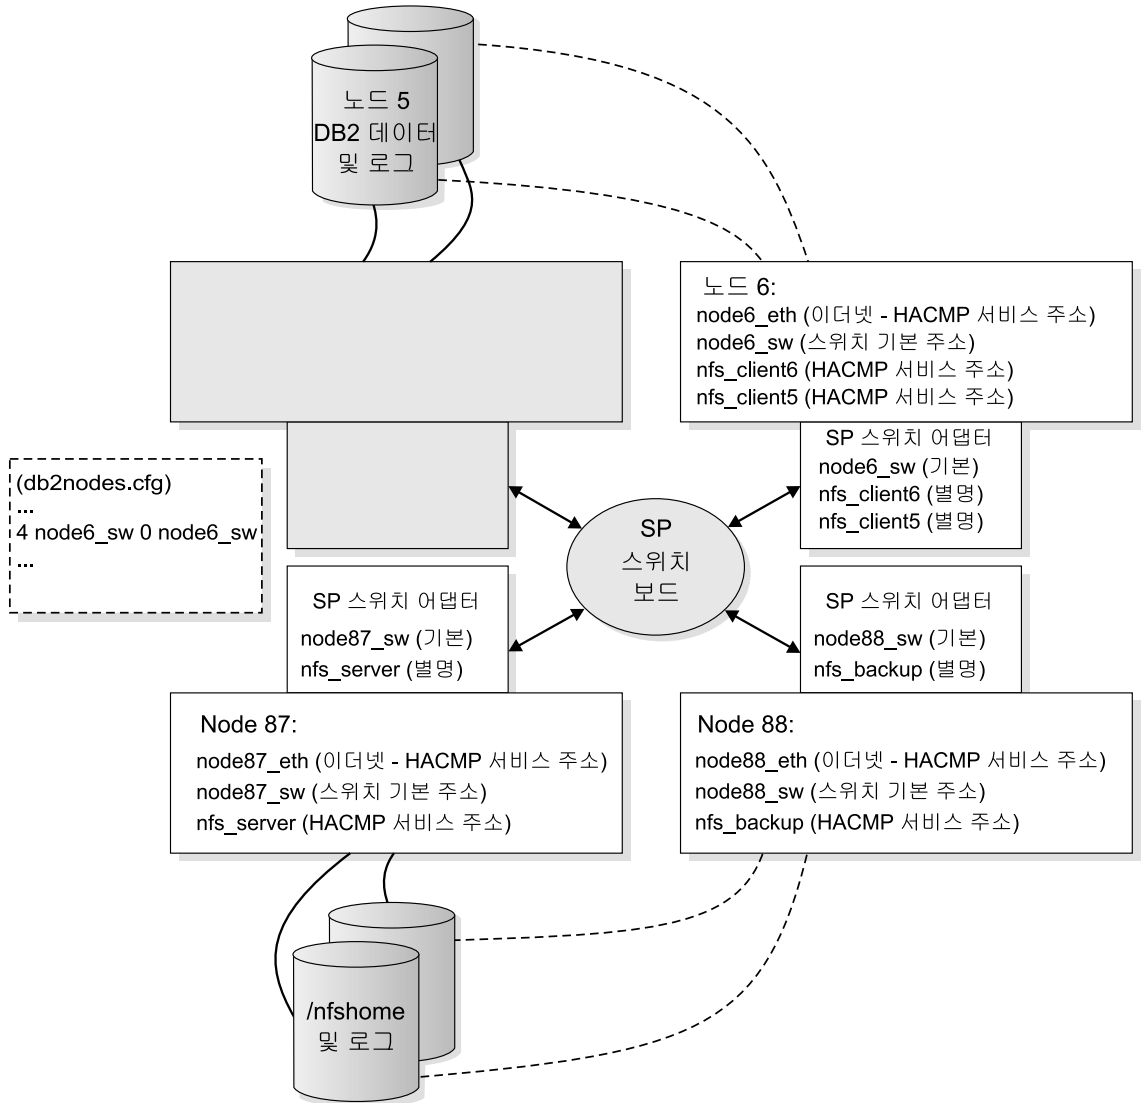 노드 5
DB2 데이터
및 로그
노드 6:
node6_eth (이더넷 - HACMP 서비스 주소)
node6_sw (스위치 기본 주소)
nfs_client6 (HACMP 서비스 주소)
nfs_client5 (HACMP 서비스 주소)
SP 스위치 어댑터
node6_sw (기본)
nfs_client6 (별명)
nfs_client5 (별명)
(db2nodes.cfg)
...
4 node6_sw 0 node6_sw
...
SP
스위치
보드
SP 스위치 어댑터
node87_sw (기본)
nfs_server (별명)
SP 스위치 어댑터
node88_sw (기본)
nfs_backup (별명)
Node 87:
node87_eth (이더넷 - HACMP 서비스 주소)
node87_sw (스위치 기본 주소)
nfs_server (HACMP 서비스 주소)
Node 88:
node88_eth (이더넷 - HACMP 서비스 주소)
node88_sw (스위치 기본 주소)
nfs_backup (HACMP 서비스 주소)
/nfshome
및 로그